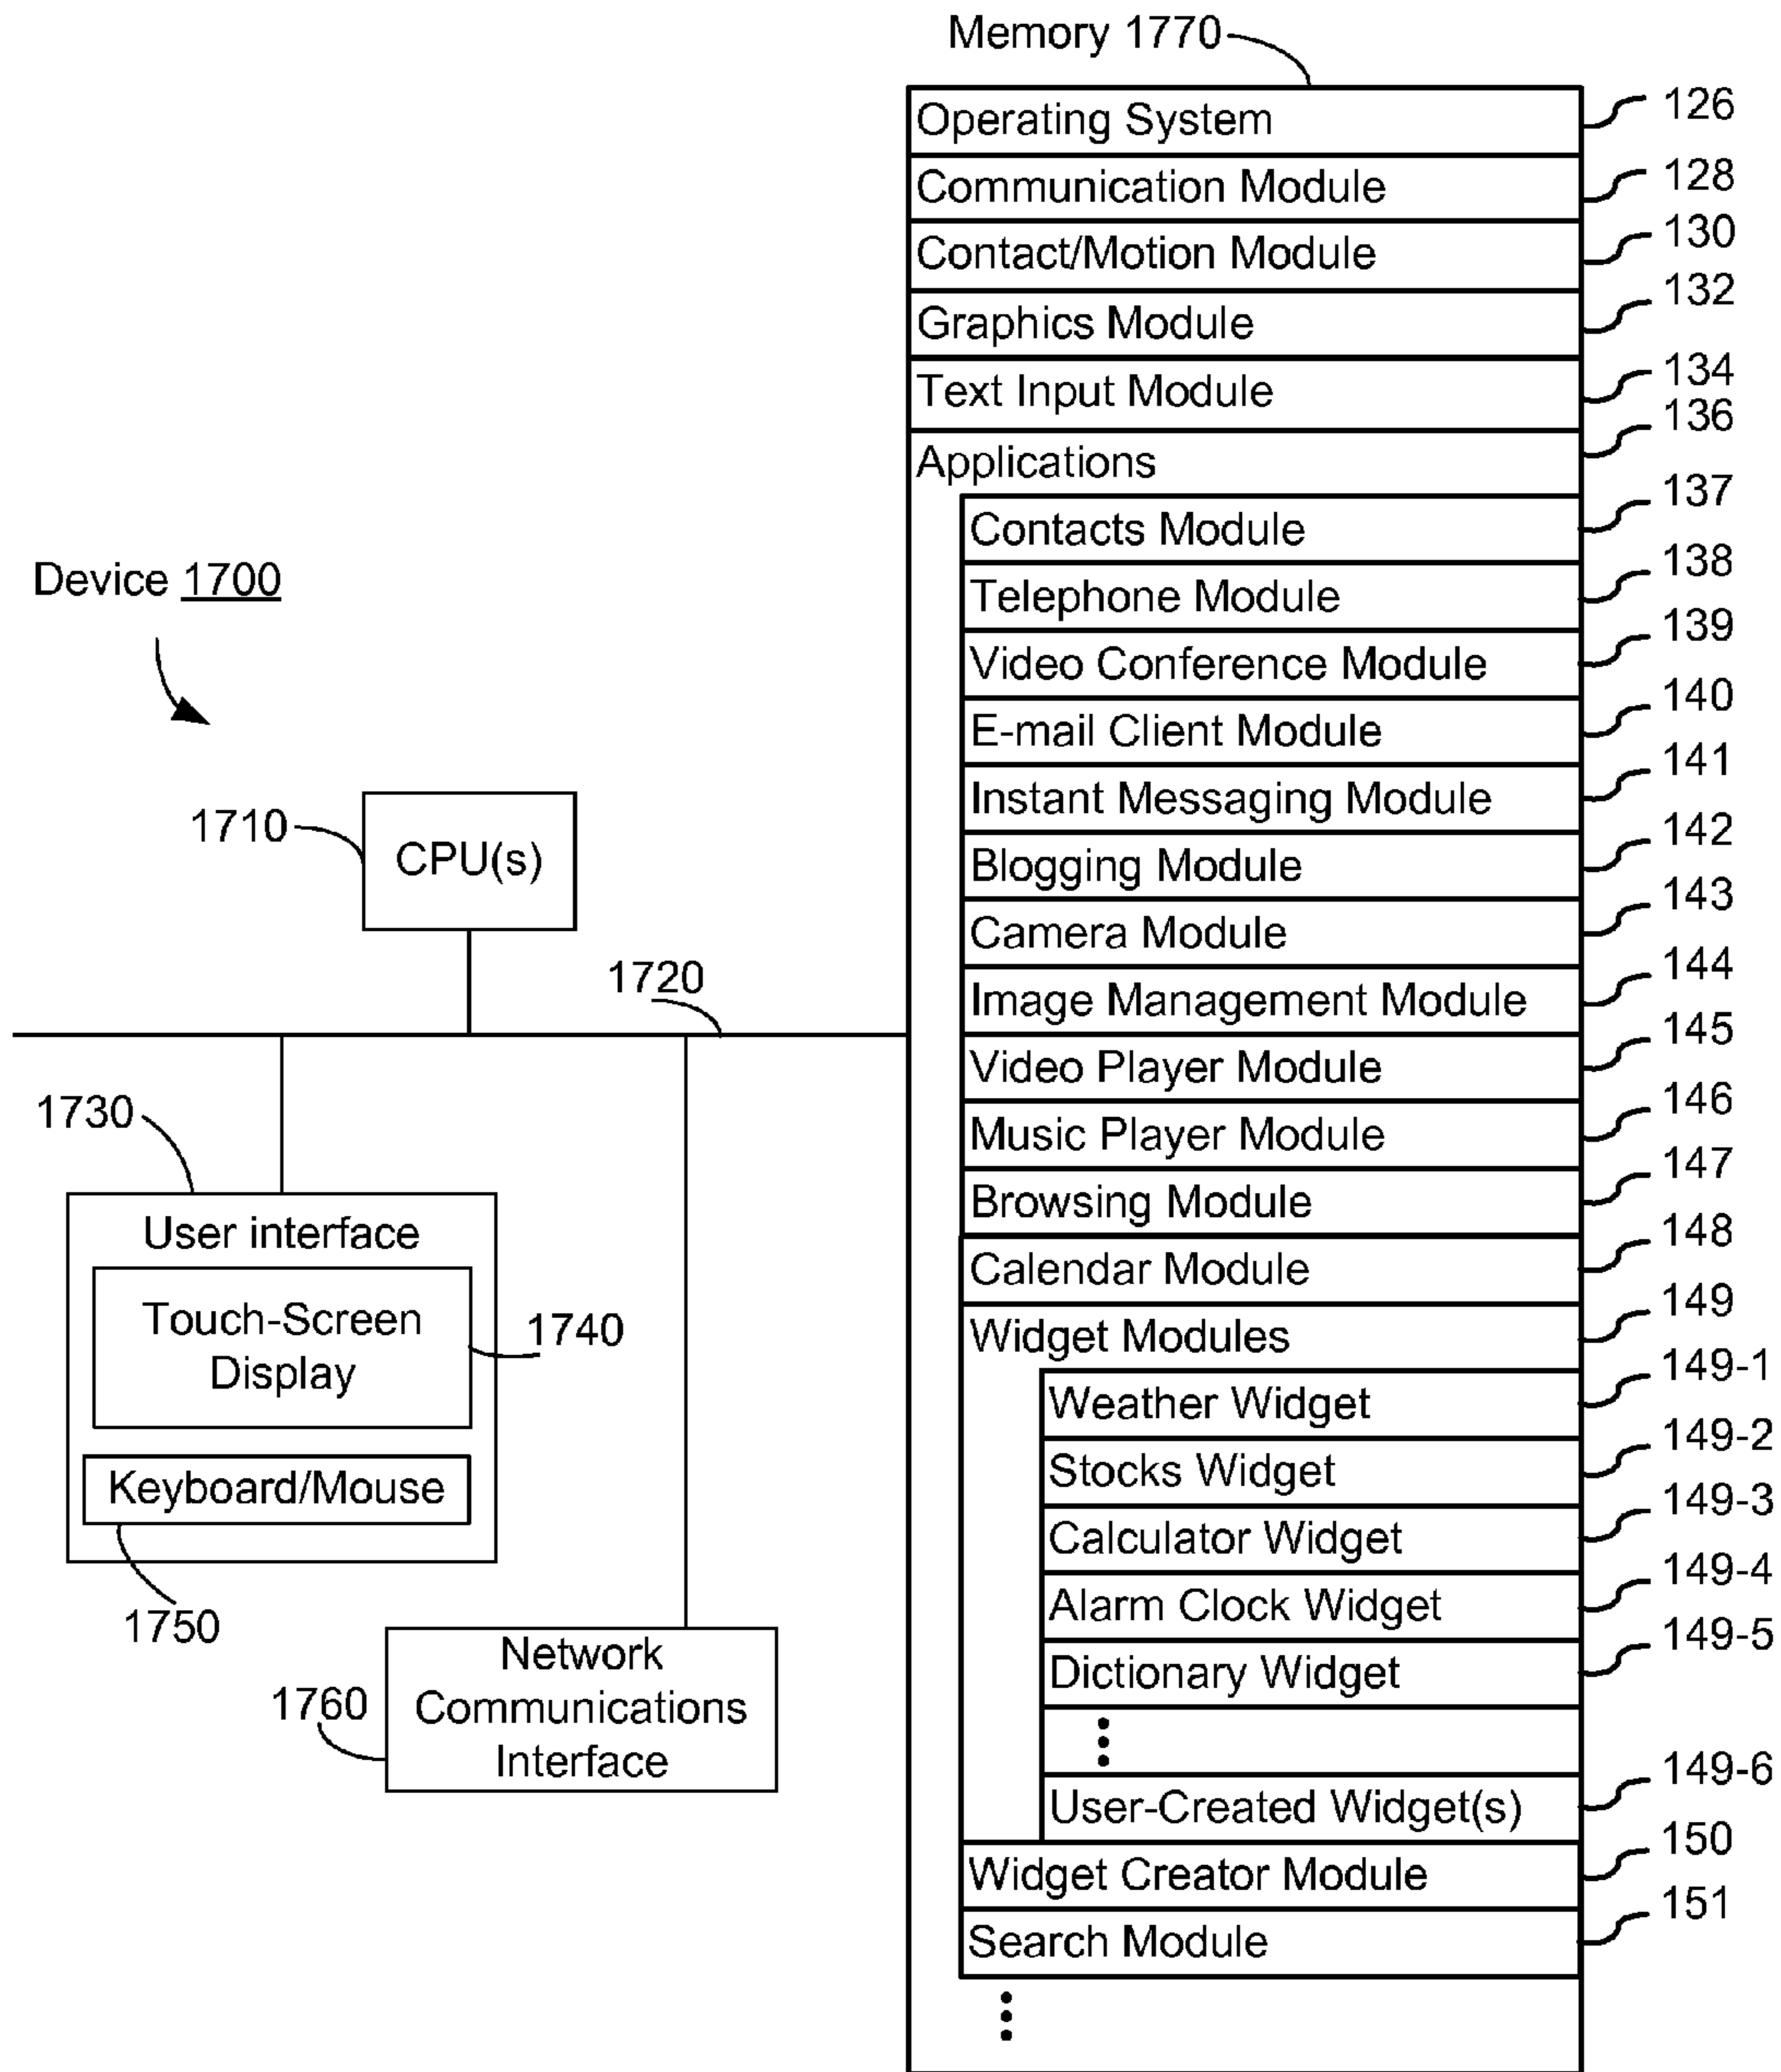 Memory 1770
Operating System 126
Communication Module 128
Contact/Motion Module 130
Graphics Module 132
Text Input Module 134
Applications 136
Contacts Module 137
Telephone Module 138
Video Conference Module 139
E-mail Client Module 140
Instant Messaging Module 141
Blogging Module 142
Camera Module 143
Image Management Module 144
Video Player Module 145
Music Player Module 146
Browsing Module 147
Calendar Module 148
Widget Modules 149
Weather Widget 149-1
Stocks Widget 149-2
Calculator Widget 149-3
Alarm Clock Widget 149-4
Dictionary Widget 149-5
User-Created Widget(s) 149-6
Widget Creator Module 150
Search Module 151
Device 1700
1710
CPU(s)
1720
1730
User interface
Touch-Screen
Display
1740
Keyboard/Mouse
1750
1760
Network
Communications
Interface